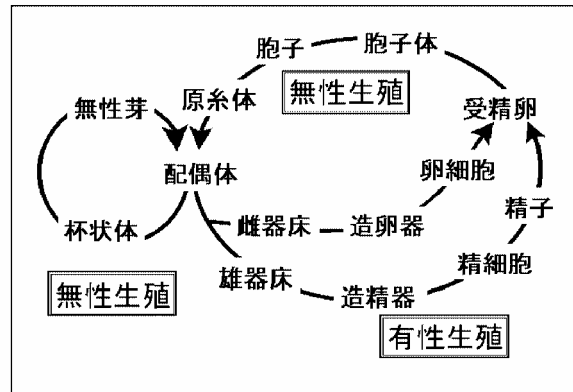 胞子
胞子体
無性芽
原糸体
無性生殖
受精卵
配偶体
卵細胞
杯状体
雌器床
造卵器
精子
無性生殖
雄器床
造精器
精細胞
有性生殖